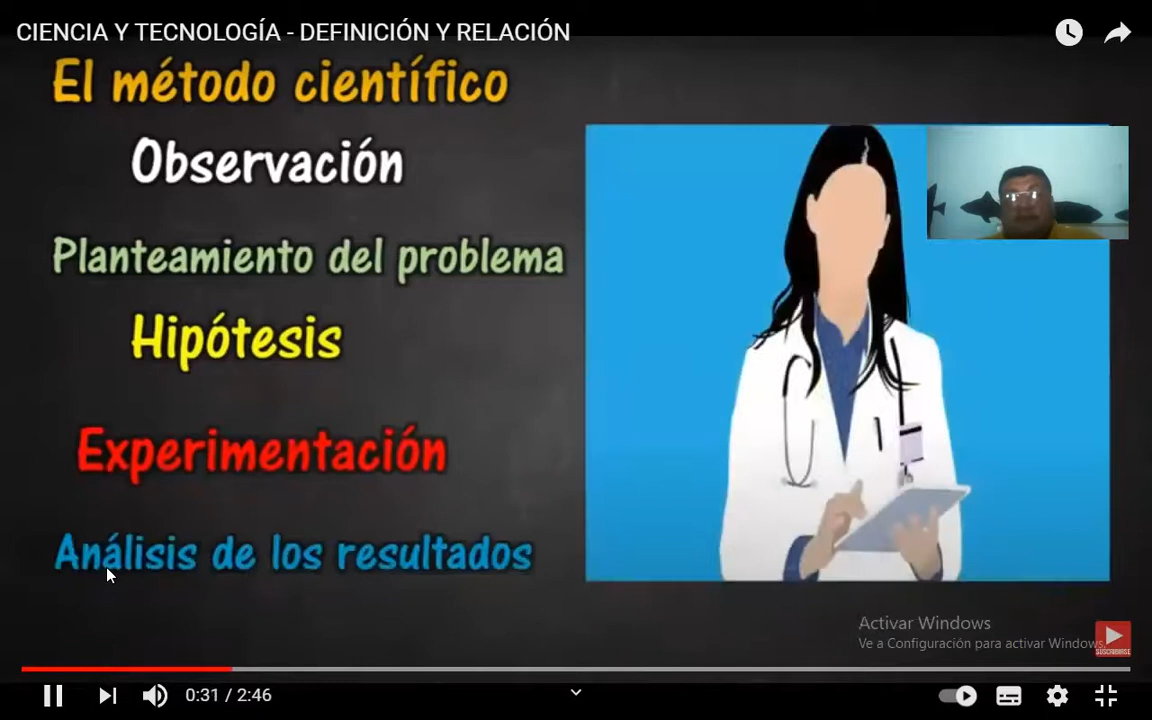 CIENCIA Y TECNOLOGÍA - DEFINICIÓN Y RELACIÓN
El método científico
Observación
Planteamiento del problema
Hipótesis
Experimentación
Análisis de los resultados
Activar Windows
Ve a Configuración para activar Windows.
SUSCRIBIRSE
0:31 / 2:46